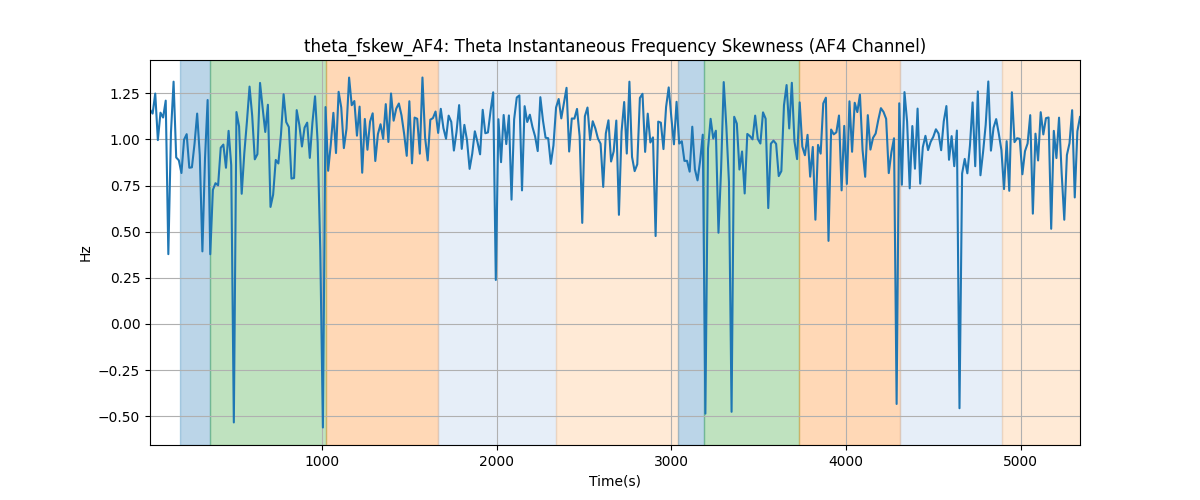 theta_fskew_AF4: Theta Instantaneous Frequency Skewness (AF4 Channel)
1.25
1.00
0.75
0.50
0.25
0.00
−0.25
−0.50
Hz
1000 2000 3000 4000 5000
Time(s)